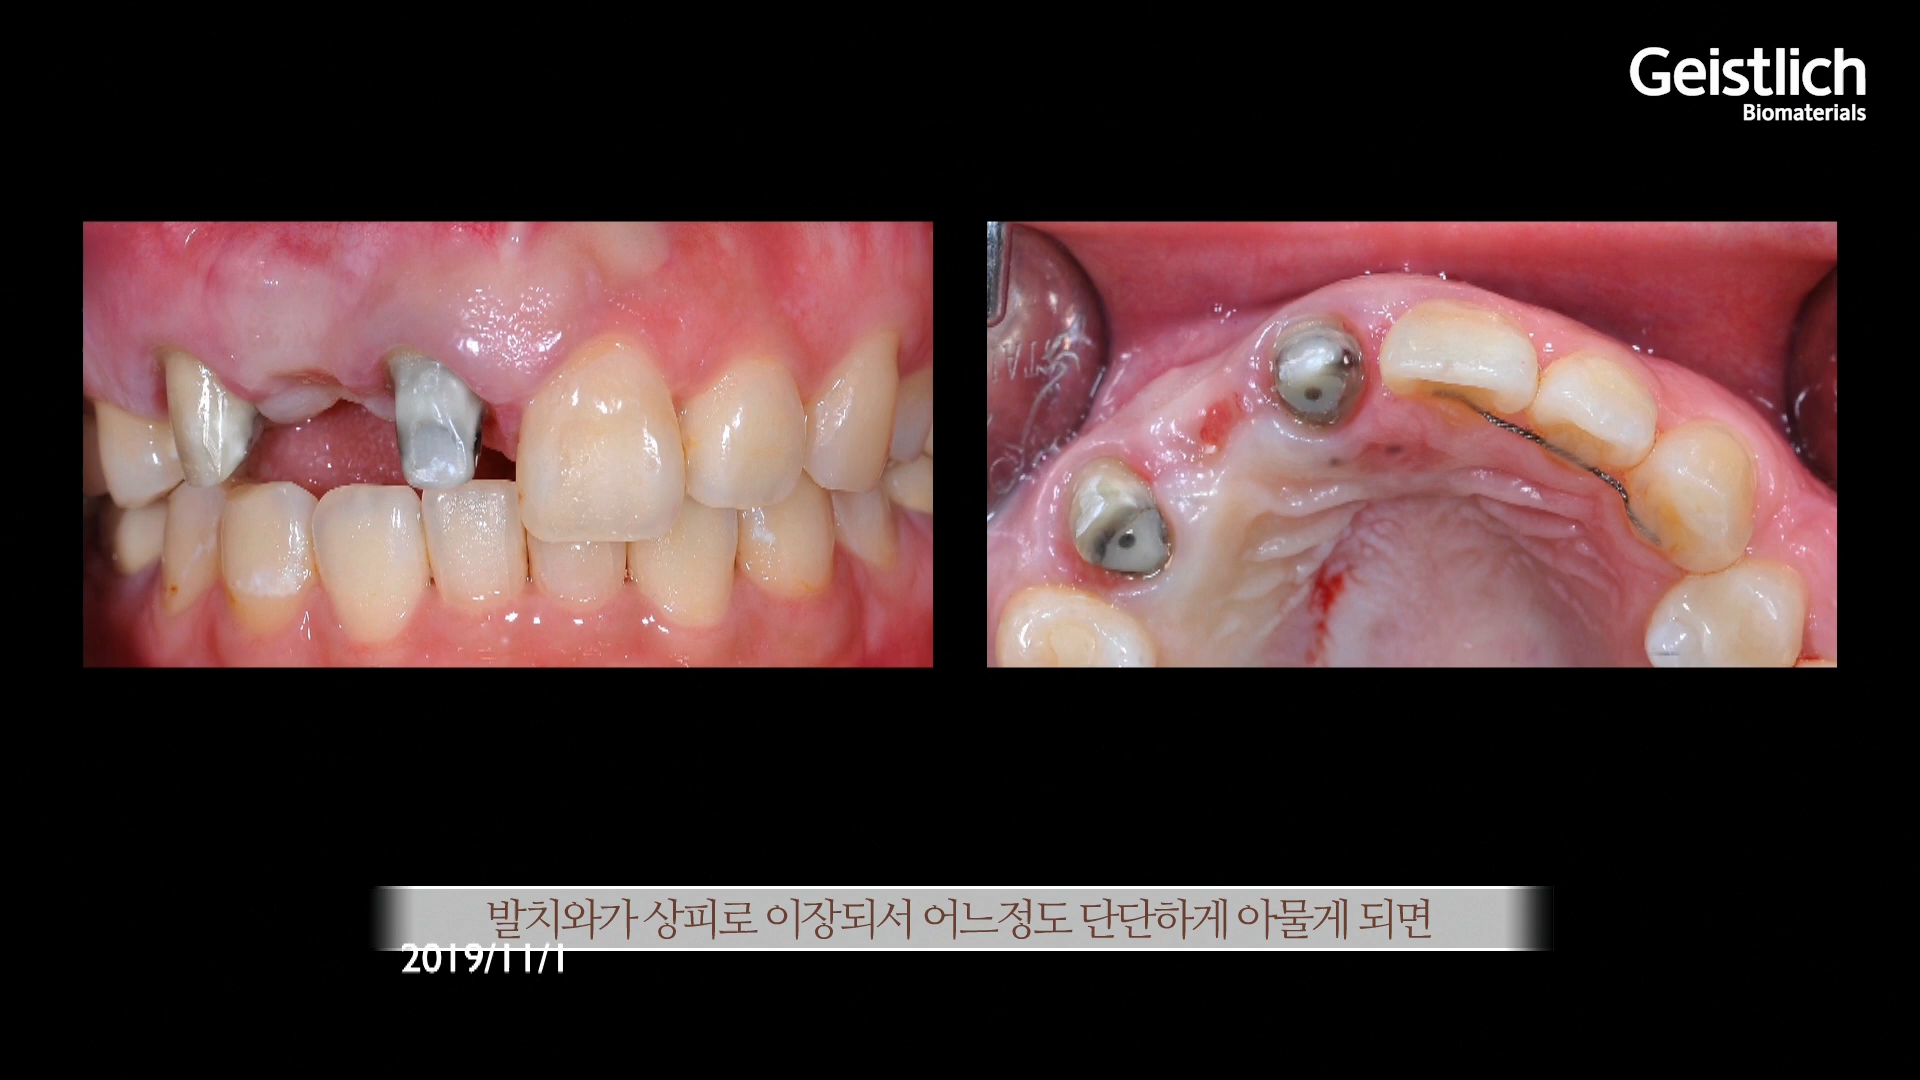 Geistlich
Biomaterials
발치와가 상피로 이장되서 어느정도 단단하게 아물게 되면
2019/11/1